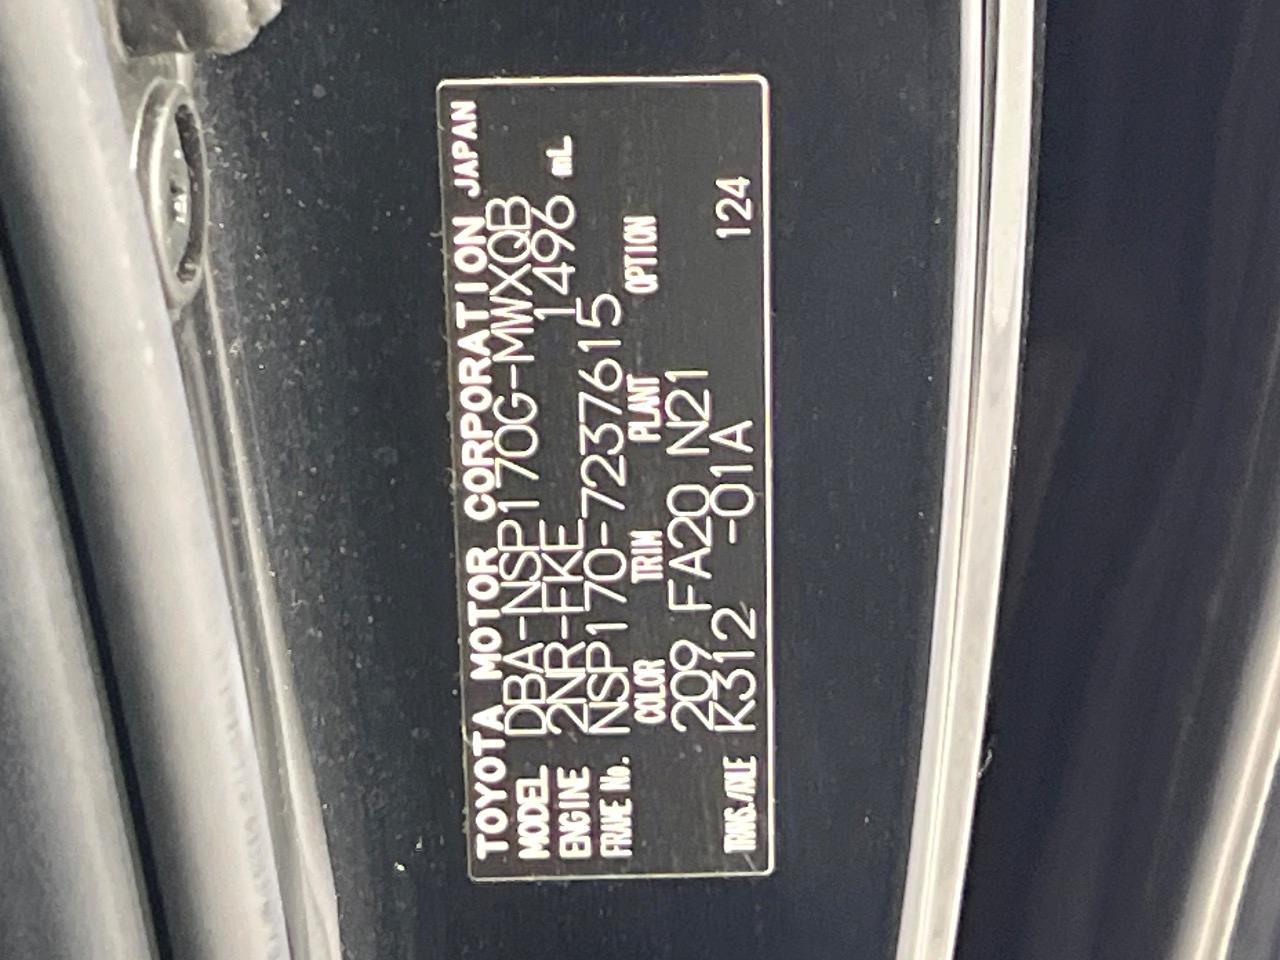 TOYOTA MOTOR CORPORATION JAPAN
MODEL DBA-NSP170G-MWXQB
ENGINE 2NR-FKE 1496 mL
FRAME No. NSP170-7237615
COLOR TRIM PLANT OPTION
209 FA20 N21
TRANS./AXLE K312 -01A 124